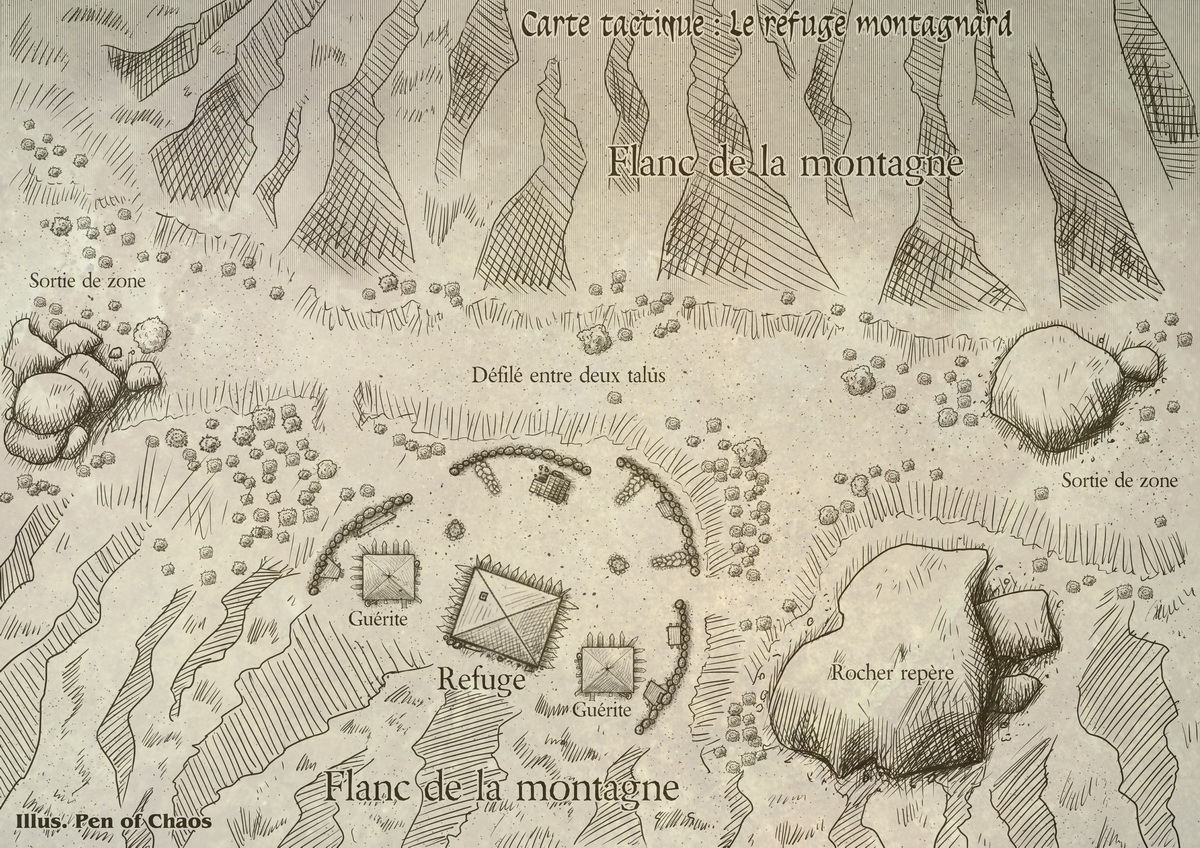 Carte tactique : Le refuge montagnard
Flanc de la montagne
Sortie de zone
Défilé entre deux talus
Sortie de zone
Guérite
Rocher repère
Refuge
Guérite
Flanc de la montagne
Illus. Pen of Chaos